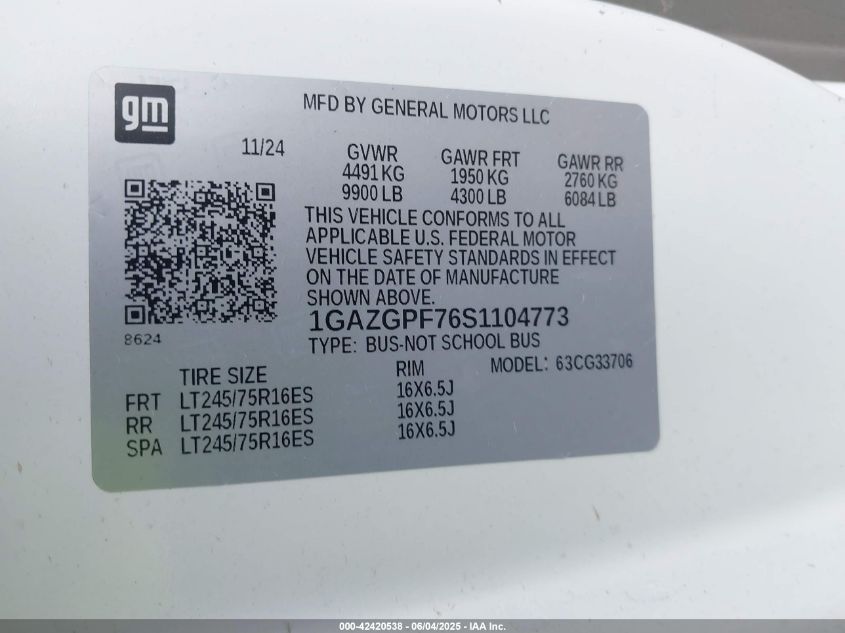 gm
MFD BY GENERAL MOTORS LLC
11/24
GVWR GAWR FRT GAWR RR
4491 KG 1950 KG 2760 KG
9900 LB 4300 LB 6084 LB
THIS VEHICLE CONFORMS TO ALL
APPLICABLE U.S. FEDERAL MOTOR
VEHICLE SAFETY STANDARDS IN EFFECT
ON THE DATE OF MANUFACTURE
SHOWN ABOVE.
8624
1GAZGPF76S1104773
TYPE: BUS-NOT SCHOOL BUS
TIRE SIZE RIM MODEL: 63CG33706
FRT LT245/75R16ES 16X6.5J
RR LT245/75R16ES 16X6.5J
SPA LT245/75R16ES 16X6.5J
000-42420538 - 06/04/2025 - IAA Inc.